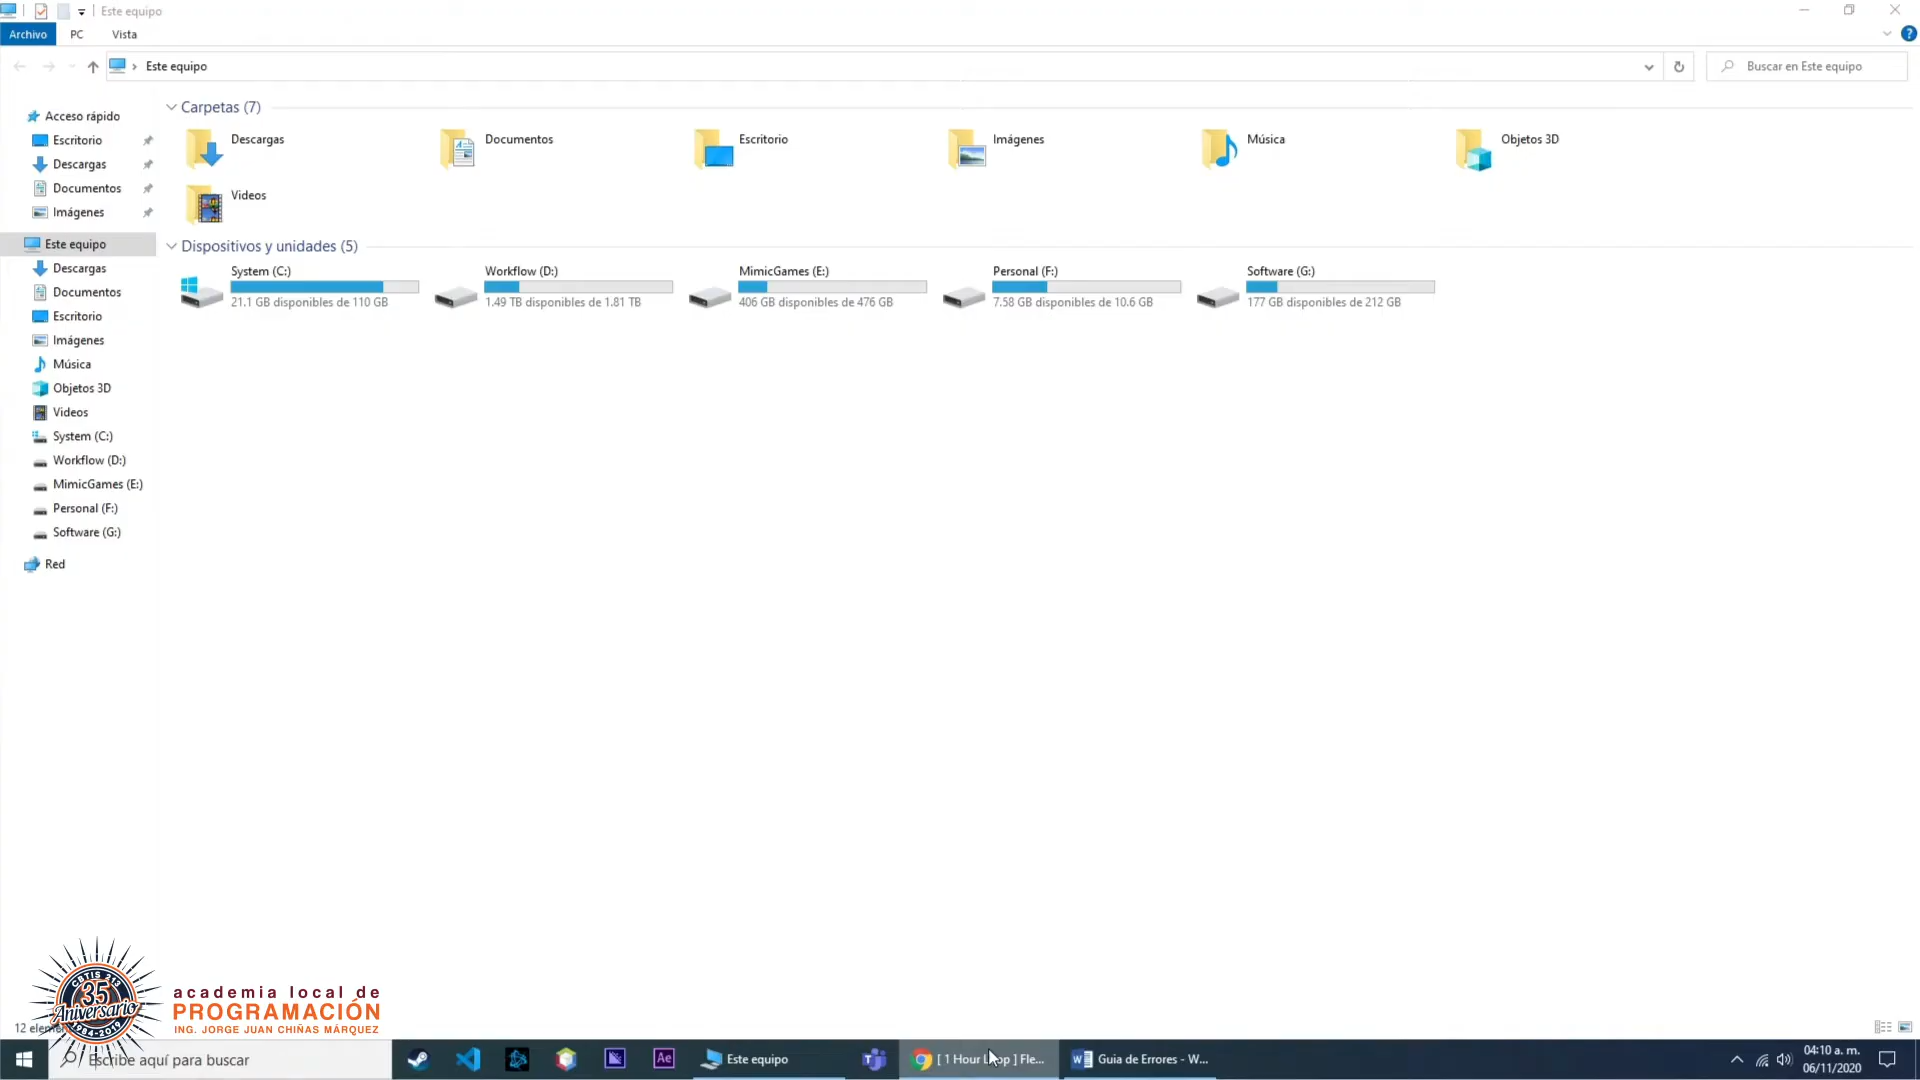 Este equipo
Archivo
PC
Vista
?
Este equipo
Buscar en Este equipo
Acceso rápido
Escritorio
Descargas
Documentos
Imágenes
Este equipo
Descargas
Documentos
Escritorio
Imágenes
Música
Objetos 3D
Videos
System (C:)
Workflow (D:)
MimicGames (E:)
Personal (F:)
Software (G:)
Red
Carpetas (7)
Descargas
Documentos
Escritorio
Imágenes
Música
Objetos 3D
Videos
Dispositivos y unidades (5)
System (C:)
21.1 GB disponibles de 110 GB
Workflow (D:)
1.49 TB disponibles de 1.81 TB
MimicGames (E:)
406 GB disponibles de 476 GB
Personal (F:)
7.58 GB disponibles de 10.6 GB
Software (G:)
177 GB disponibles de 212 GB
CBTIS 213
35
Aniversario
1984-2019
academia local de
PROGRAMACIÓN
ING. JORGE JUAN CHIÑAS MÁRQUEZ
12
Escribe aquí para buscar
Ae
Este equipo
[ 1 Hour Loop ] Fle...
Guia de Errores - W...
04:10 a. m.
06/11/2020